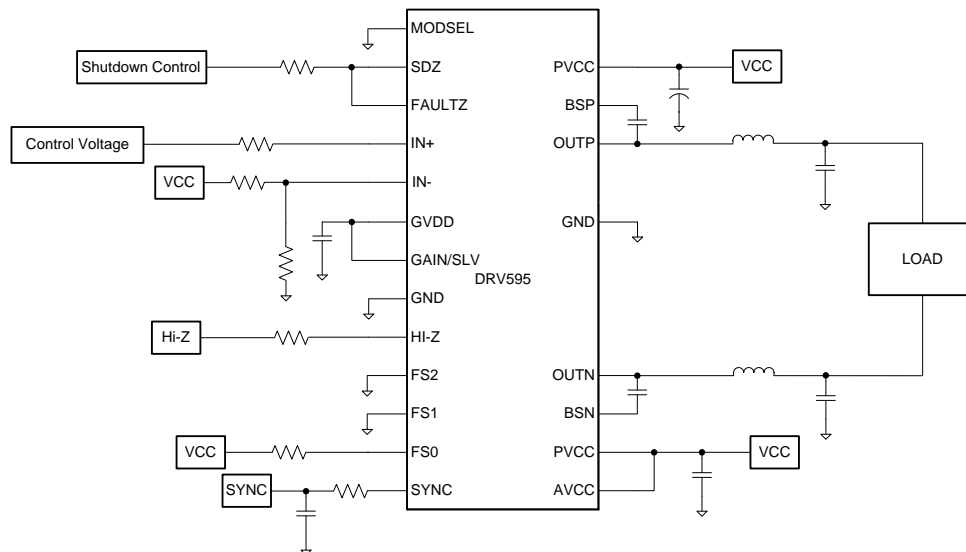 MODSEL
Shutdown Control
SDZ
FAULTZ
Control Voltage
IN+
VCC
IN-
GVDD
GAIN/SLV
GND
Hi-Z
HI-Z
FS2
FS1
VCC
FS0
SYNC
SYNC
DRV595
PVCC
VCC
BSP
OUTP
GND
LOAD
OUTN
BSN
PVCC
VCC
AVCC